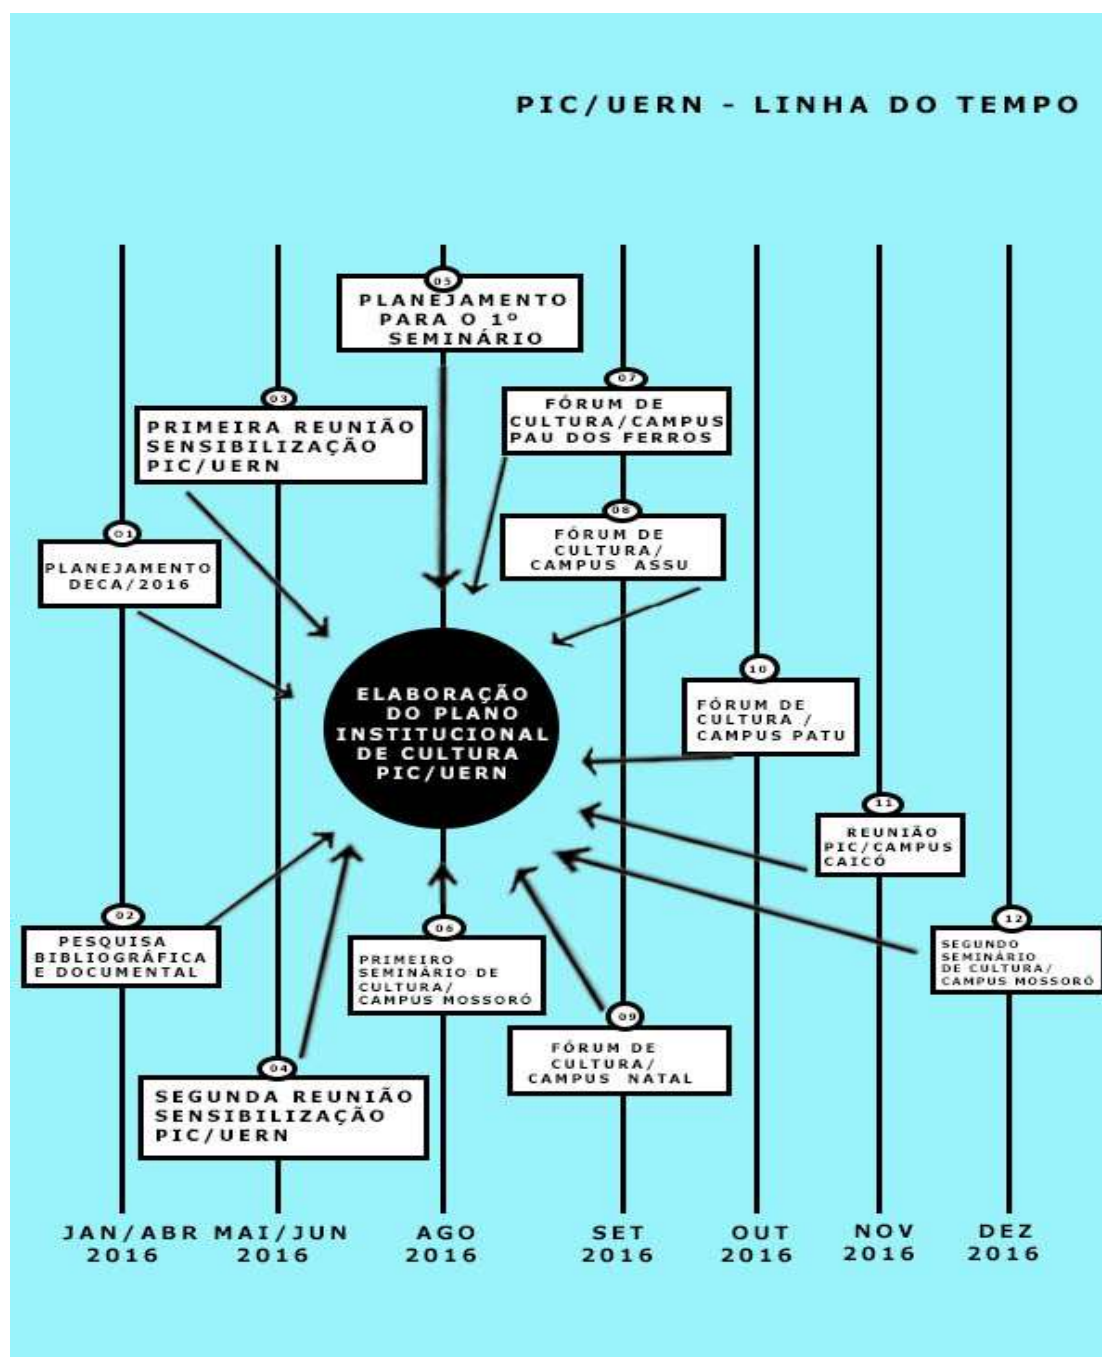 PIC/UERN - LINHA DO TEMPO
05
PLANEJAMENTO
PARA O 1º
SEMINÁRIO
07
FÓRUM DE
CULTURA/CAMPUS
PAU DOS FERROS
03
PRIMEIRA REUNIÃO
SENSIBILIZAÇÃO
PIC/UERN
08
FÓRUM DE
CULTURA/
CAMPUS ASSU
01
PLANEJAMENTO
DECA/2016
ELABORAÇÃO
DO PLANO
INSTITUCIONAL
DE CULTURA
PIC/UERN
10
FÓRUM DE
CULTURA /
CAMPUS PATU
11
REUNIÃO
PIC/CAMPUS
CAICÓ
02
PESQUISA
BIBLIOGRÁFICA
E DOCUMENTAL
06
PRIMEIRO
SEMINÁRIO DE
CULTURA/
CAMPUS MOSSORÓ
12
SEGUNDO
SEMINÁRIO
DE CULTURA/
CAMPUS MOSSORÓ
09
FÓRUM DE
CULTURA/
CAMPUS NATAL
04
SEGUNDA REUNIÃO
SENSIBILIZAÇÃO
PIC/UERN
JAN/ABR
2016
MAI/JUN
2016
AGO
2016
SET
2016
OUT
2016
NOV
2016
DEZ
2016